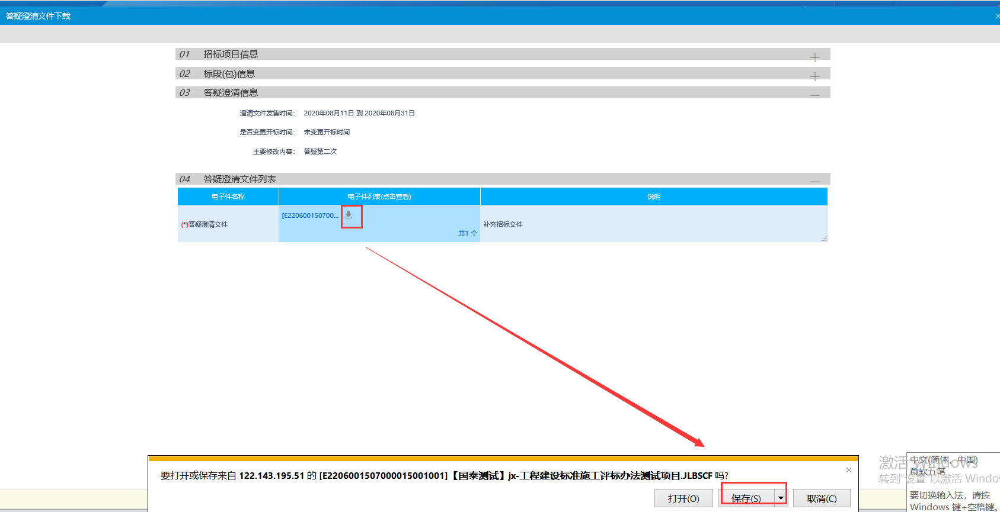 答疑澄清文件下载
01 招标项目信息
02 标段(包)信息
03 答疑澄清信息
澄清文件发售时间： 2020年08月11日 到 2020年08月31日
是否变更开标时间： 未变更开标时间
主要修改内容： 答疑第二次
04 答疑澄清文件列表
电子件名称 电子件列表(点击查看) 说明
(*)答疑澄清文件 [E220600150700... 补充招标文件
共1 个
要打开或保存来自 122.143.195.51 的 [E2206001507000015001001]【国泰测试】jx-工程建设标准施工评标办法测试项目.JLBSCF 吗?
打开(O) 保存(S) 取消(C)
激活 Windows
转到"设置"以激活 Windo
中文(简体，中国)
微软五笔
要切换输入法，请按
Windows 键+空格键。